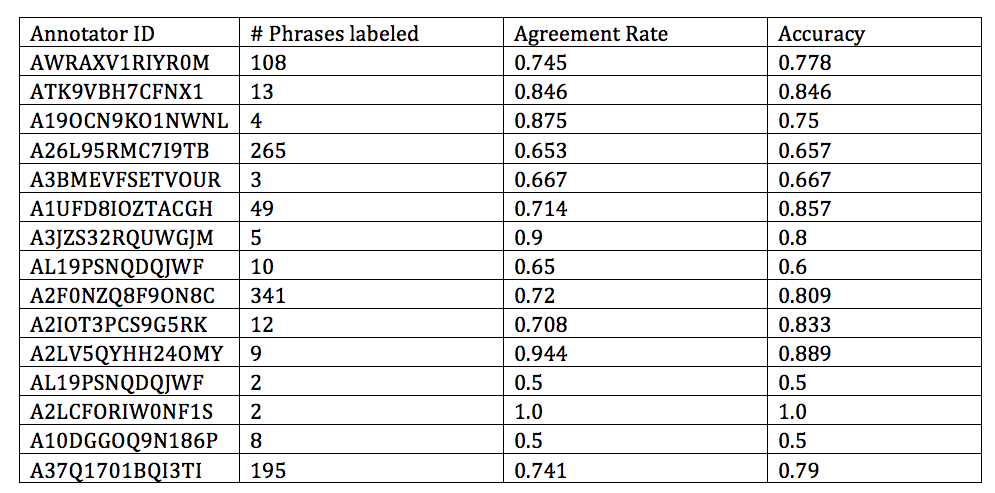 Annotator ID # Phrases labeled Agreement Rate Accuracy
AWRAXV1RIYR0M 108 0.745 0.778
ATK9VBH7CFNX1 13 0.846 0.846
A19OCN9KO1NWNL 4 0.875 0.75
A26L95RMC7I9TB 265 0.653 0.657
A3BMEVFSETVOUR 3 0.667 0.667
A1UFD8IOZTACGH 49 0.714 0.857
A3JZS32RQUWGJM 5 0.9 0.8
AL19PSNQDQJWF 10 0.65 0.6
A2F0NZQ8F9ON8C 341 0.72 0.809
A2IOT3PCS9G5RK 12 0.708 0.833
A2LV5QYHH24OMY 9 0.944 0.889
AL19PSNQDQJWF 2 0.5 0.5
A2LCFORIW0NF1S 2 1.0 1.0
A10DGGOQ9N186P 8 0.5 0.5
A37Q1701BQI3TI 195 0.741 0.79